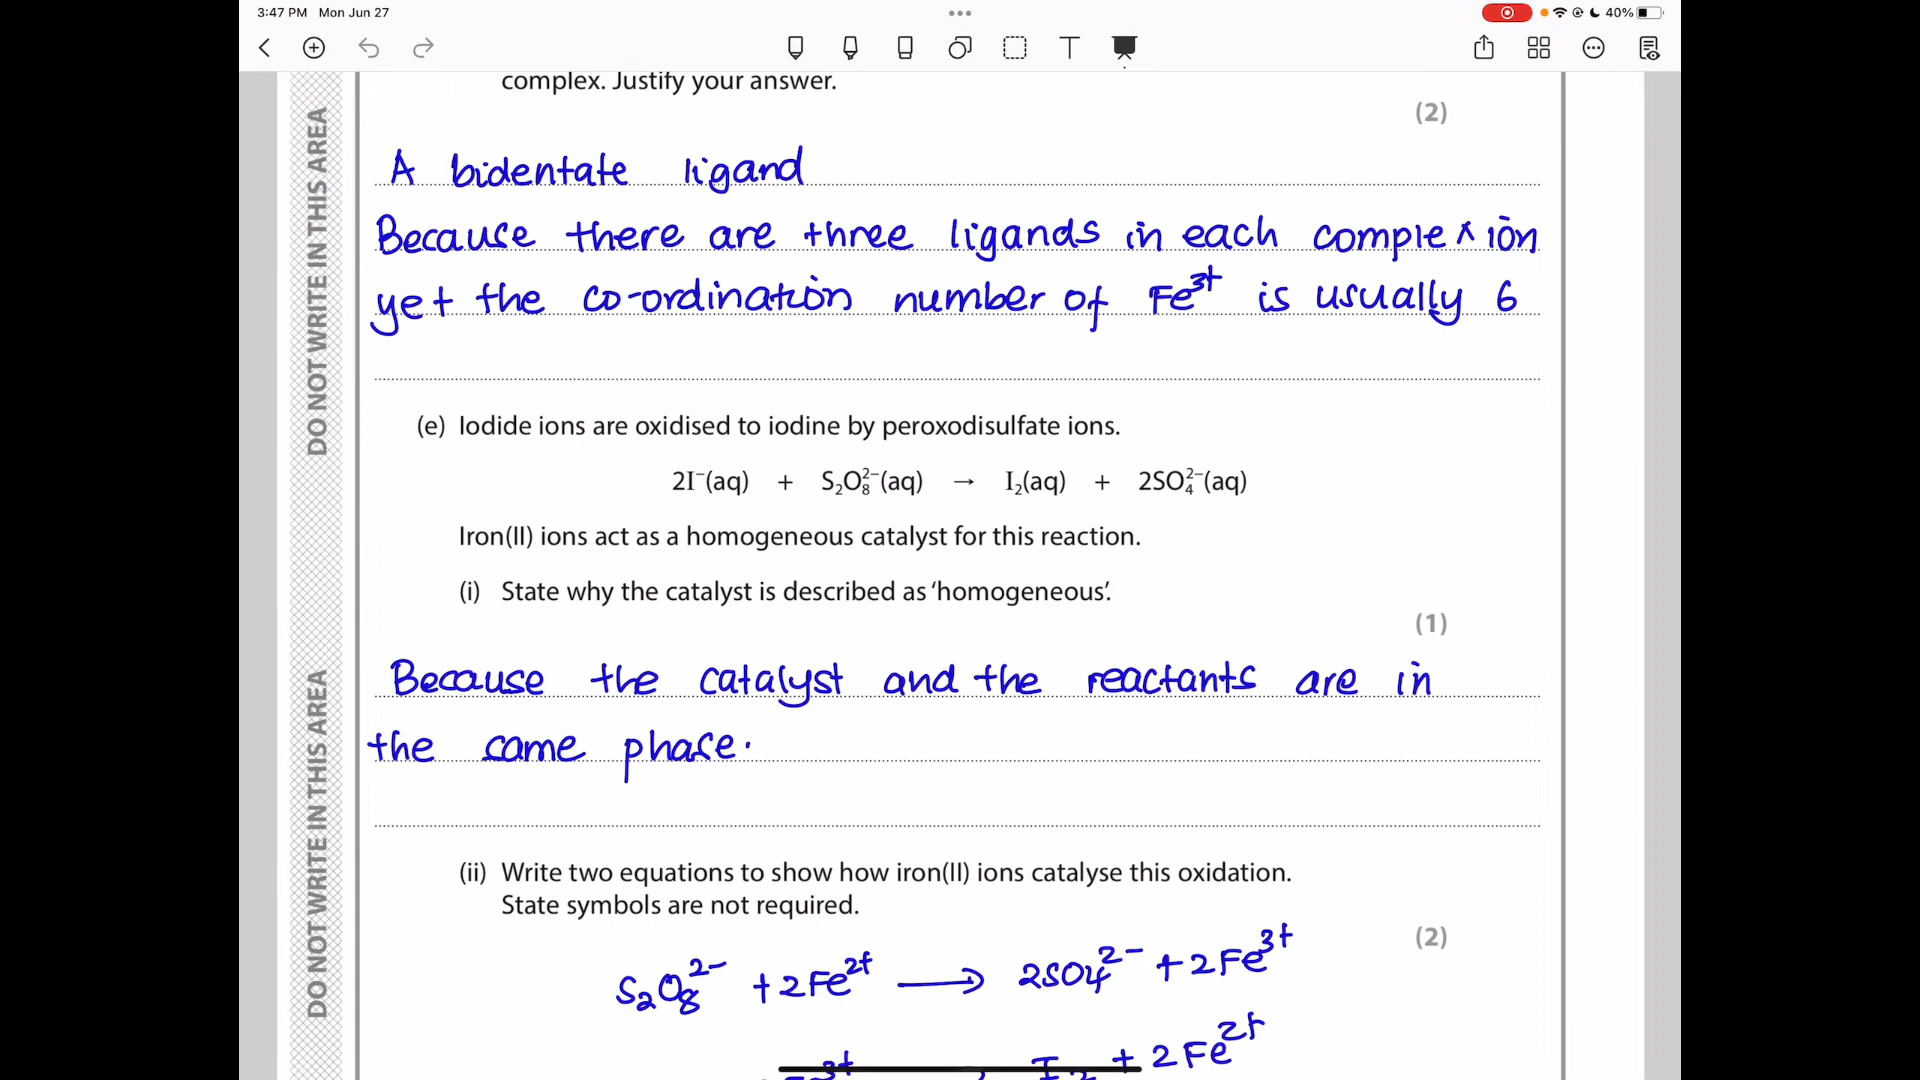 3:47 PM Mon Jun 27
40%
complex. Justify your answer.
(2)
A bidentate ligand
Because there are three ligands in each complex ion
yet the co-ordination number of Fe³⁺ is usually 6
(e) Iodide ions are oxidised to iodine by peroxodisulfate ions.
2I⁻(aq) + S₂O₈²⁻(aq) → I₂(aq) + 2SO₄²⁻(aq)
Iron(II) ions act as a homogeneous catalyst for this reaction.
(i) State why the catalyst is described as ‘homogeneous’.
(1)
Because the catalyst and the reactants are in
the same phase.
(ii) Write two equations to show how iron(II) ions catalyse this oxidation.
State symbols are not required.
(2)
S₂O₈²⁻ + 2Fe²⁺ ⟶ 2SO₄²⁻ + 2Fe³⁺
I₂ + 2Fe²⁺
DO NOT WRITE IN THIS AREA
DO NOT WRITE IN THIS AREA